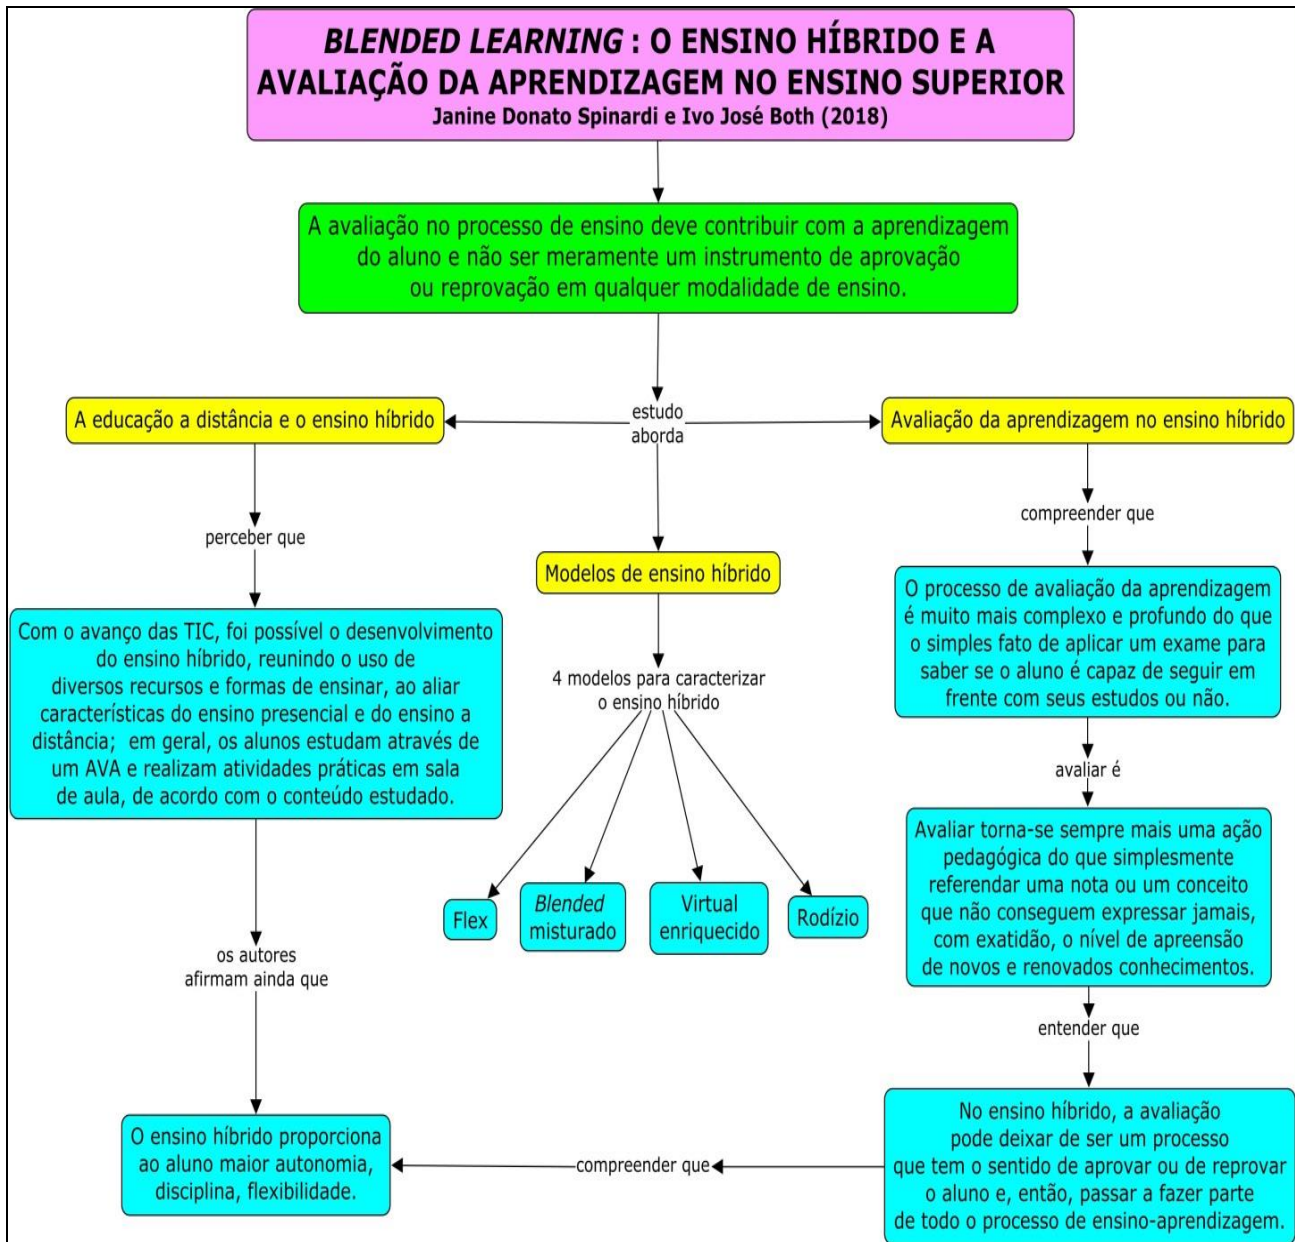 BLENDED LEARNING : O ENSINO HÍBRIDO E A
AVALIAÇÃO DA APRENDIZAGEM NO ENSINO SUPERIOR
Janine Donato Spinardi e Ivo José Both (2018)
A avaliação no processo de ensino deve contribuir com a aprendizagem
do aluno e não ser meramente um instrumento de aprovação
ou reprovação em qualquer modalidade de ensino.
estudo
aborda
A educação a distância e o ensino híbrido
perceber que
Com o avanço das TIC, foi possível o desenvolvimento
do ensino híbrido, reunindo o uso de
diversos recursos e formas de ensinar, ao aliar
características do ensino presencial e do ensino a
distância; em geral, os alunos estudam através de
um AVA e realizam atividades práticas em sala
de aula, de acordo com o conteúdo estudado.
os autores
afirmam ainda que
O ensino híbrido proporciona
ao aluno maior autonomia,
disciplina, flexibilidade.
Modelos de ensino híbrido
4 modelos para caracterizar
o ensino híbrido
Flex
Blended
misturado
Virtual
enriquecido
Rodízio
Avaliação da aprendizagem no ensino híbrido
compreender que
O processo de avaliação da aprendizagem
é muito mais complexo e profundo do que
o simples fato de aplicar um exame para
saber se o aluno é capaz de seguir em
frente com seus estudos ou não.
avaliar é
Avaliar torna-se sempre mais uma ação
pedagógica do que simplesmente
referendar uma nota ou um conceito
que não conseguem expressar jamais,
com exatidão, o nível de apreensão
de novos e renovados conhecimentos.
entender que
No ensino híbrido, a avaliação
pode deixar de ser um processo
que tem o sentido de aprovar ou de reprovar
o aluno e, então, passar a fazer parte
de todo o processo de ensino-aprendizagem.
compreender que